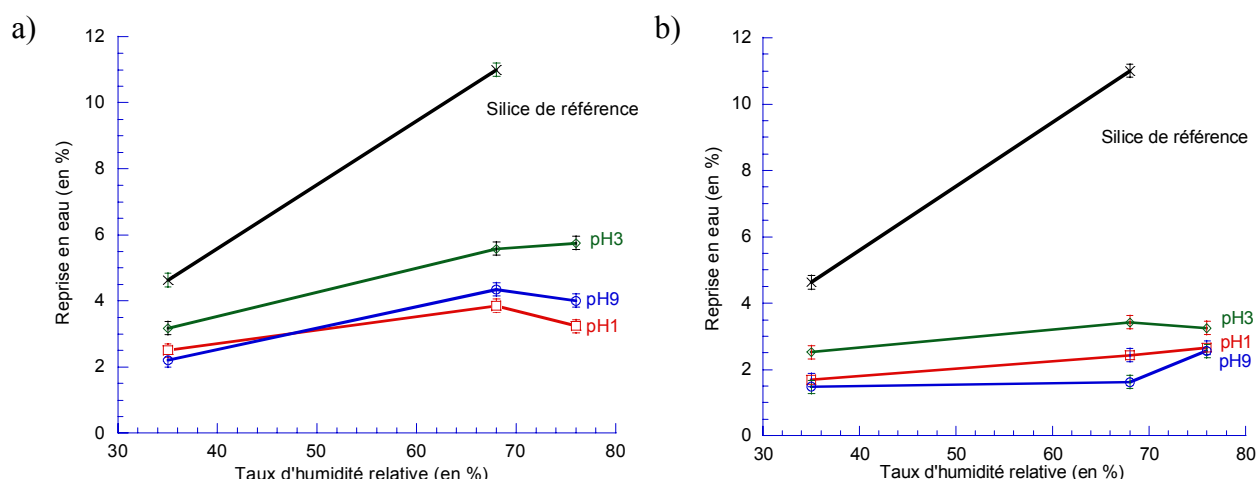 a)
Reprise en eau (en %)
12
10
8
6
4
2
0
Silice de référence
pH3
pH9
pH1
30 40 50 60 70 80
Taux d'humidité relative (en %)
b)
Reprise en eau (en %)
12
10
8
6
4
2
0
Silice de référence
pH3
pH1
pH9
30 40 50 60 70 80
Taux d'humidité relative (en %)